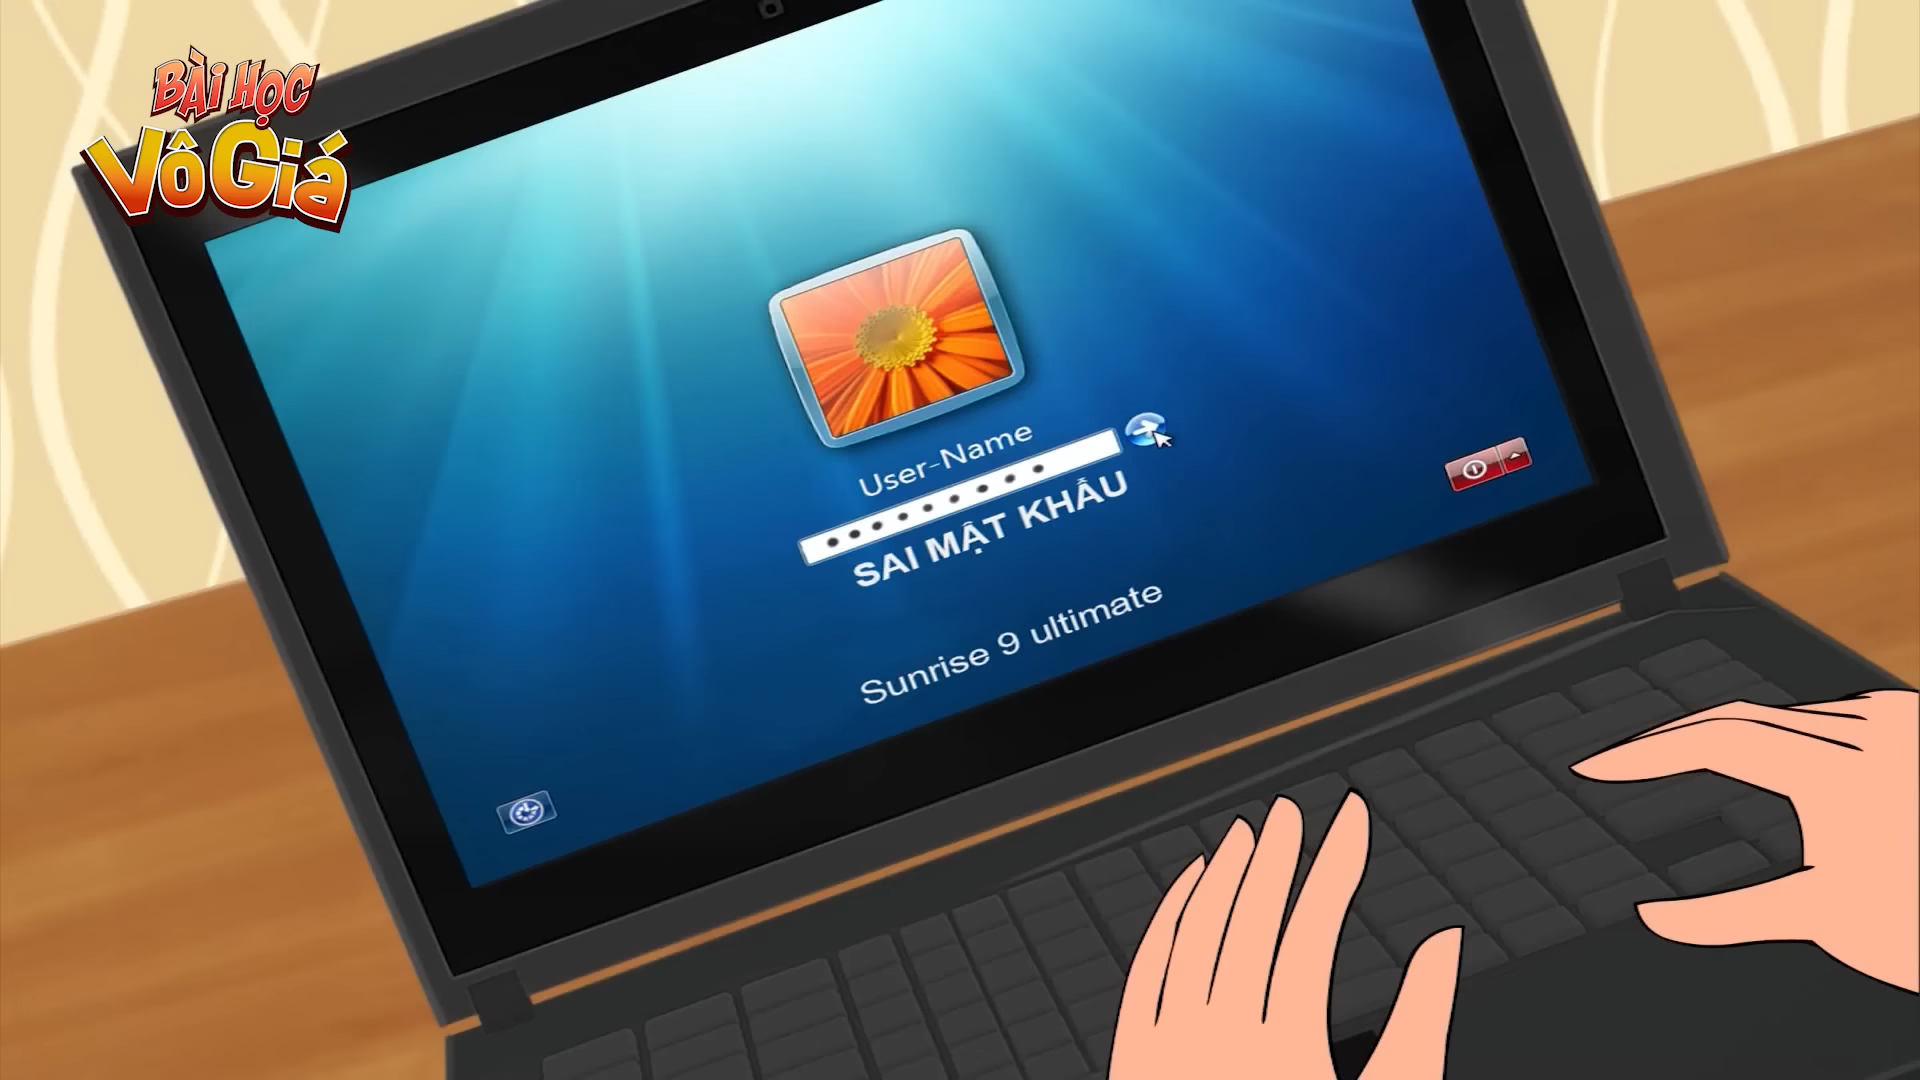 BÀI HỌC
VÔ GIÁ
User-Name
SAI MẬT KHẨU
Sunrise 9 ultimate